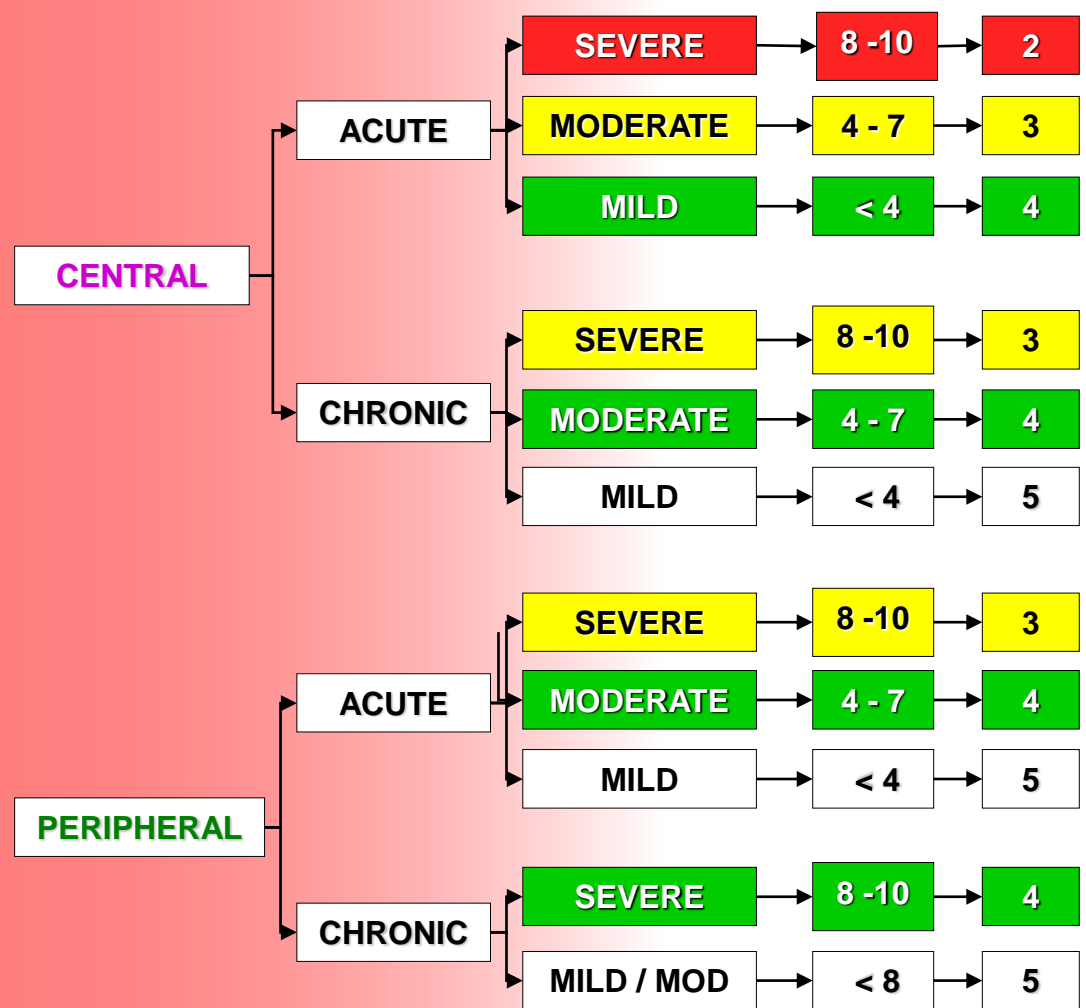 SEVERE 8 -10 2
ACUTE MODERATE 4 - 7 3
MILD < 4 4
CENTRAL
SEVERE 8 -10 3
CHRONIC MODERATE 4 - 7 4
MILD < 4 5
SEVERE 8 -10 3
ACUTE MODERATE 4 - 7 4
MILD < 4 5
PERIPHERAL
SEVERE 8 -10 4
CHRONIC
MILD / MOD < 8 5